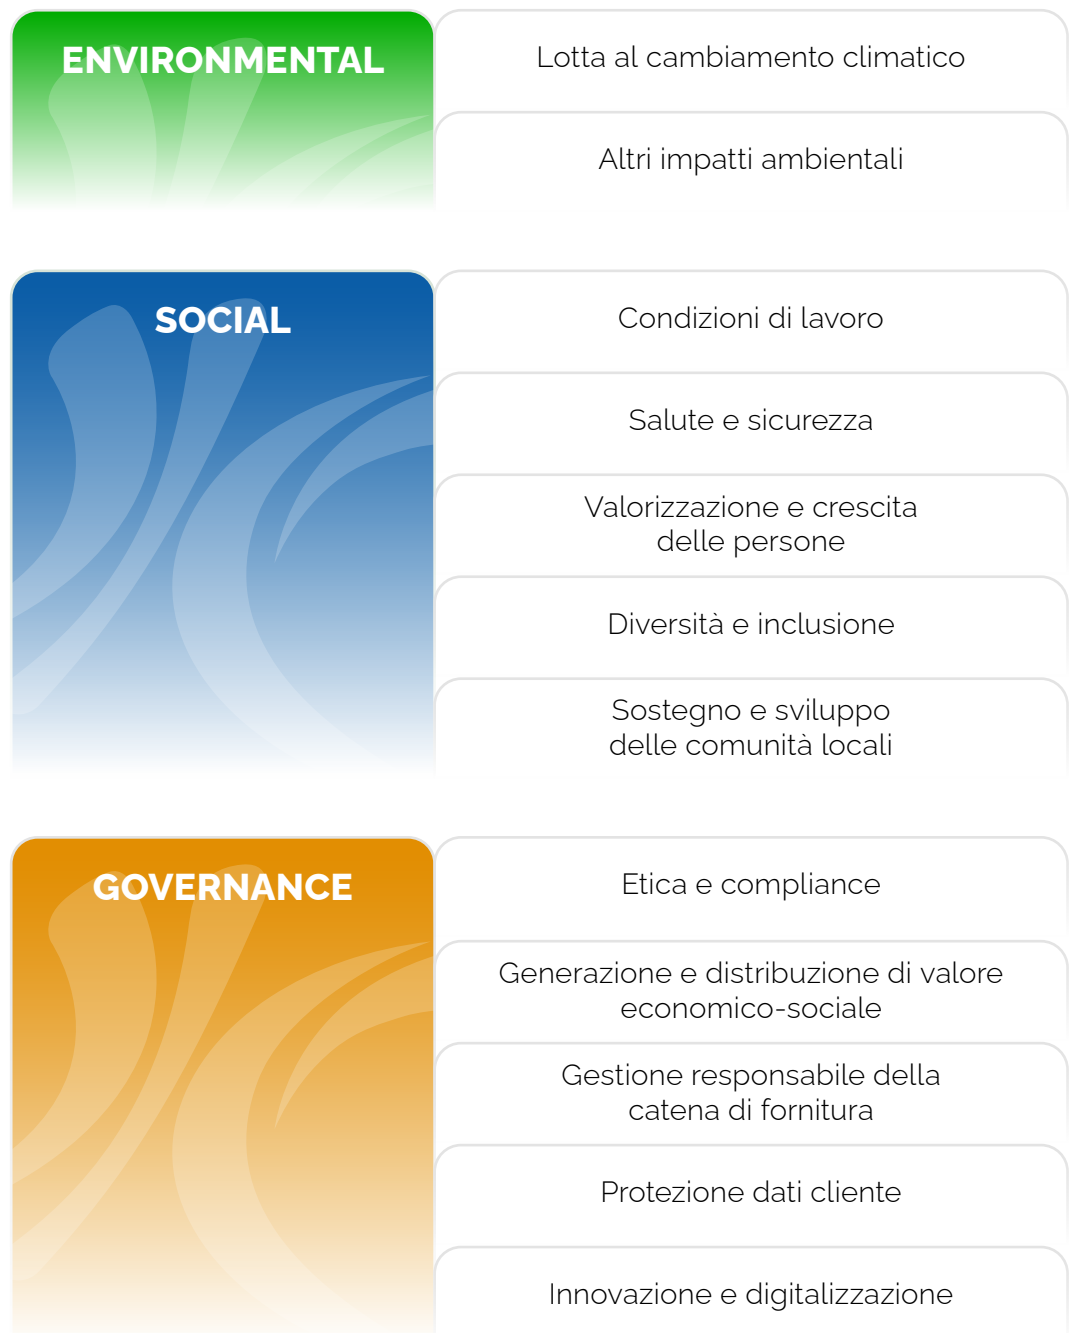 ENVIRONMENTAL
Lotta al cambiamento climatico
Altri impatti ambientali
SOCIAL
Condizioni di lavoro
Salute e sicurezza
Valorizzazione e crescita
delle persone
Diversità e inclusione
Sostegno e sviluppo
delle comunità locali
GOVERNANCE
Etica e compliance
Generazione e distribuzione di valore
economico-sociale
Gestione responsabile della
catena di fornitura
Protezione dati cliente
Innovazione e digitalizzazione